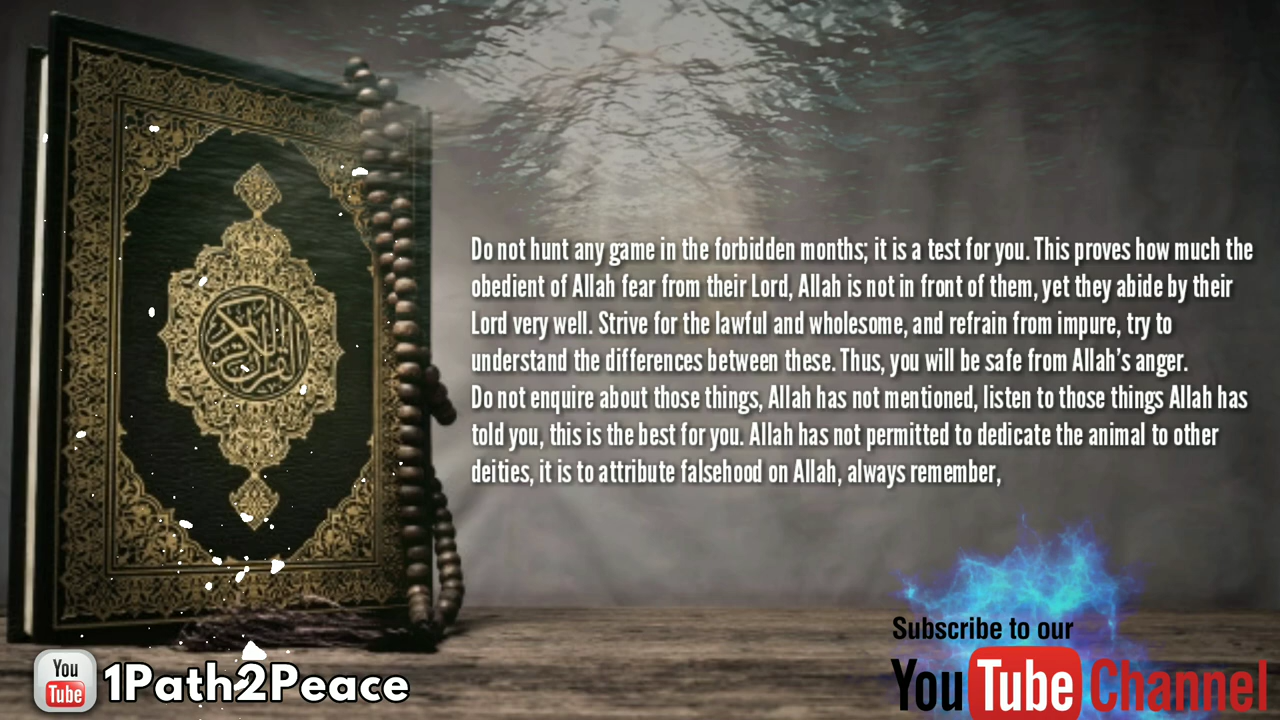 Do not hunt any game in the forbidden months; it is a test for you. This proves how much the
obedient of Allah fear from their Lord, Allah is not in front of them, yet they abide by their
Lord very well. Strive for the lawful and wholesome, and refrain from impure, try to
understand the differences between these. Thus, you will be safe from Allah's anger.
Do not enquire about those things, Allah has not mentioned, listen to those things Allah has
told you, this is the best for you. Allah has not permitted to dedicate the animal to other
deities, it is to attribute falsehood on Allah, always remember,
Subscribe to our
YouTube Channel
You
Tube
1Path2Peace